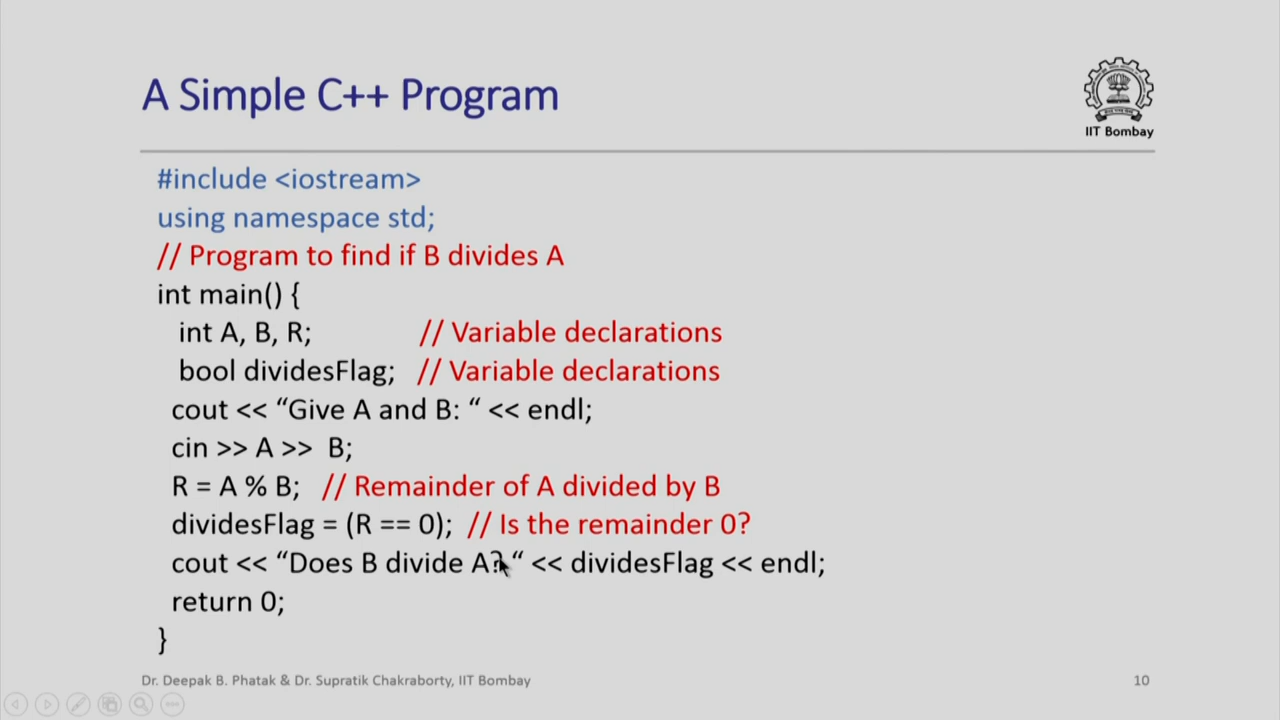 A Simple C++ Program
IIT Bombay
#include <iostream>
using namespace std;
// Program to find if B divides A
int main() {
int A, B, R; // Variable declarations
bool dividesFlag; // Variable declarations
cout << “Give A and B: “ << endl;
cin >> A >> B;
R = A % B; // Remainder of A divided by B
dividesFlag = (R == 0); // Is the remainder 0?
cout << “Does B divide A? “ << dividesFlag << endl;
return 0;
}
Dr. Deepak B. Phatak & Dr. Supratik Chakraborty, IIT Bombay 10